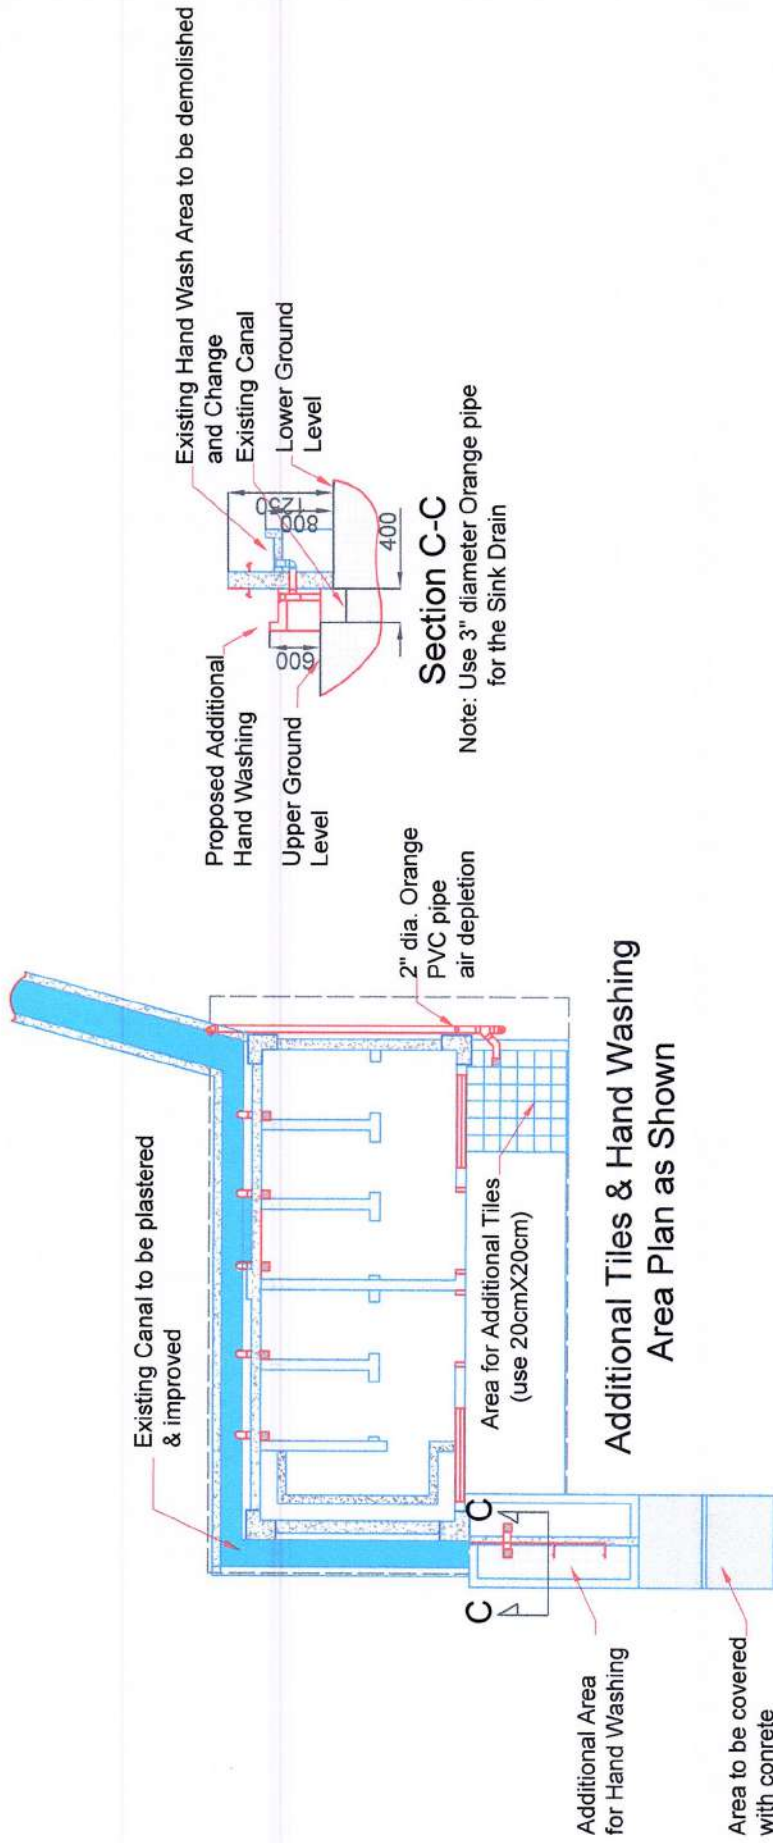 Existing Canal to be plastered
& improved
2" dia. Orange
PVC pipe
air depletion
Area for Additional Tiles
(use 20cmX20cm)
C
C
Additional Area
for Hand Washing
Area to be covered
with conrete
Additional Tiles & Hand Washing
Area Plan as Shown
Existing Hand Wash Area to be demolished
and Change
Existing Canal
Lower Ground
Level
Proposed Additional
Hand Washing
Upper Ground
Level
600
800
1250
400
Section C-C
Note: Use 3" diameter Orange pipe
for the Sink Drain